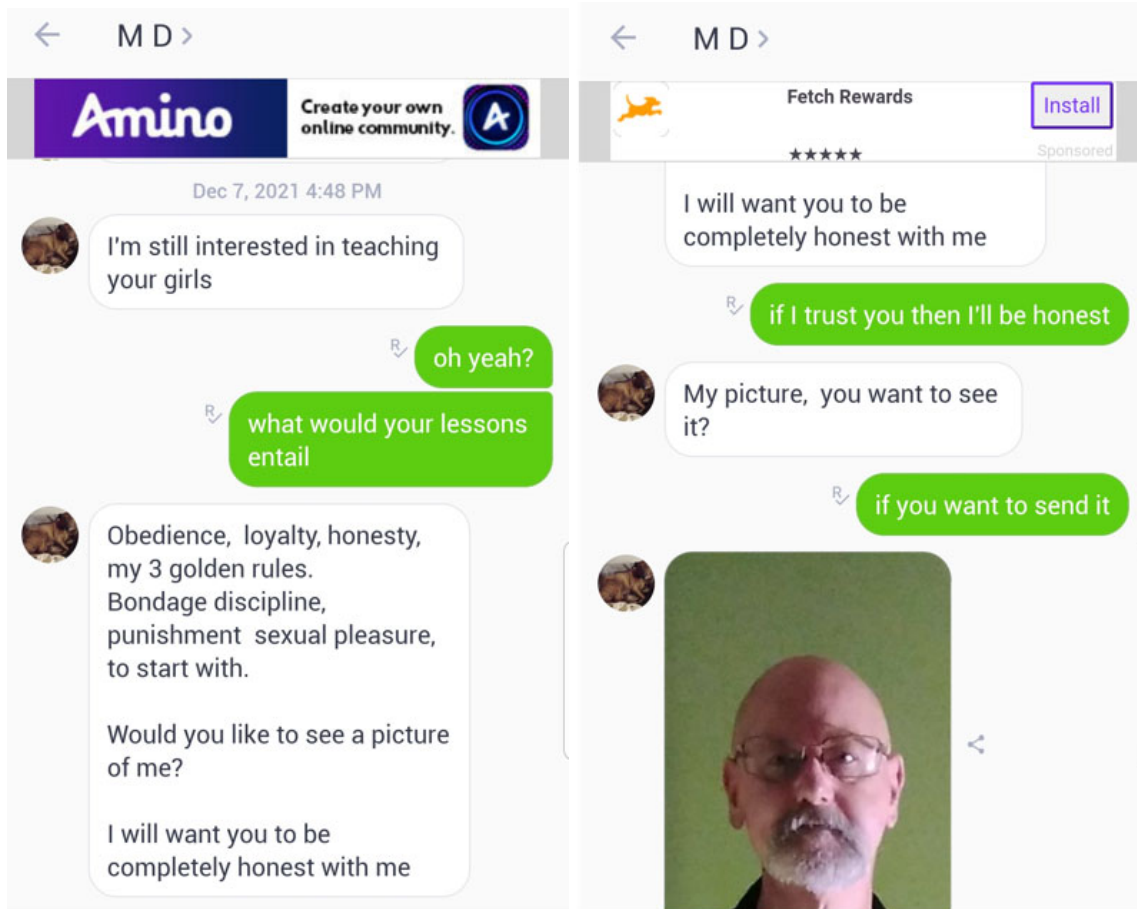 M D >
Amino
Create your own
online community.
A
Dec 7, 2021 4:48 PM
I'm still interested in teaching
your girls
R
oh yeah?
R
what would your lessons
entail
Obedience, loyalty, honesty,
my 3 golden rules.
Bondage discipline,
punishment sexual pleasure,
to start with.
Would you like to see a picture
of me?
I will want you to be
completely honest with me
M D >
Fetch Rewards
Install
★★★★★
Sponsored
I will want you to be
completely honest with me
R
if I trust you then I'll be honest
My picture, you want to see
it?
R
if you want to send it